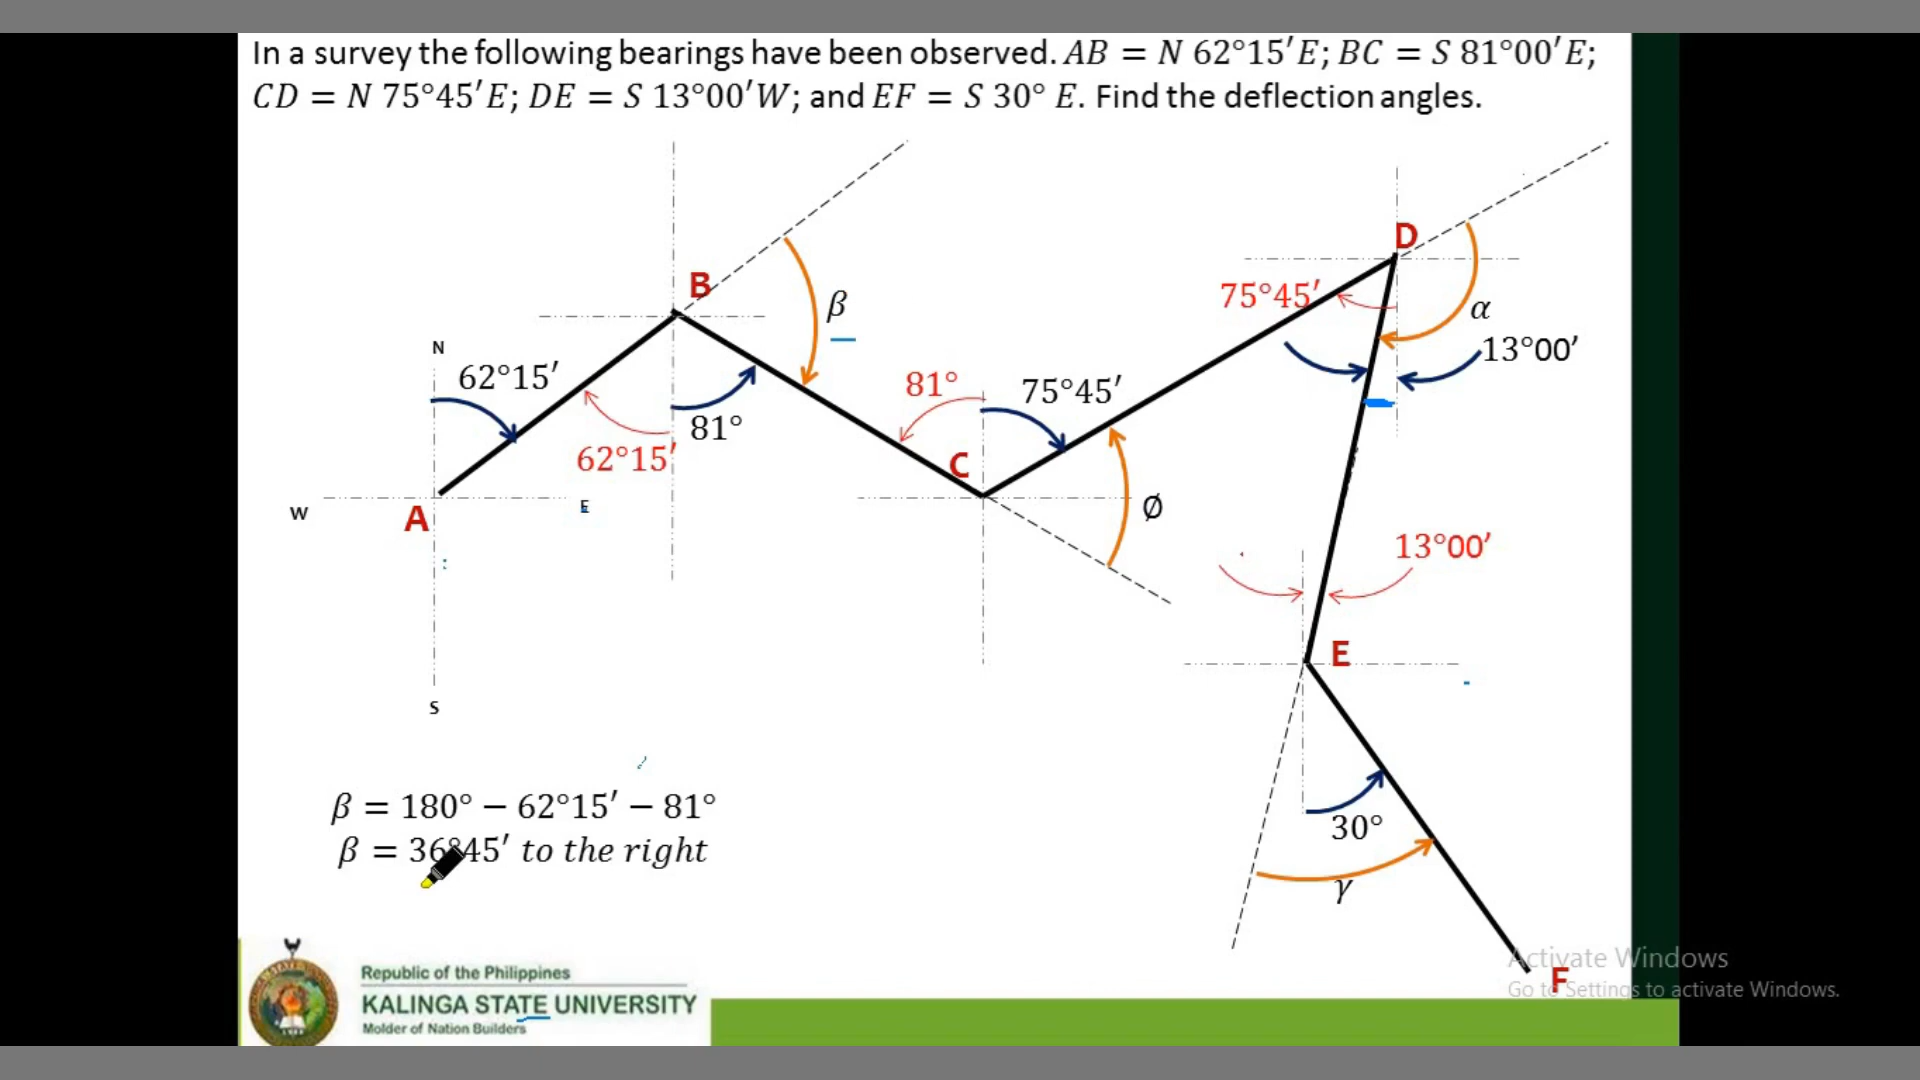 In a survey the following bearings have been observed. AB = N 62°15′E; BC = S 81°00′E;
CD = N 75°45′E; DE = S 13°00′W; and EF = S 30° E. Find the deflection angles.
D
B
75°45′
β
α
13°00′
N
62°15′
81°
75°45′
81°
62°15′
C
W
A
E
Ø
13°00′
E
S
β = 180° − 62°15′ − 81°
30°
β = 36°45′ to the right
γ
Activate Windows
F
Go to Settings to activate Windows.
Republic of the Philippines
KALINGA STATE UNIVERSITY
Molder of Nation Builders